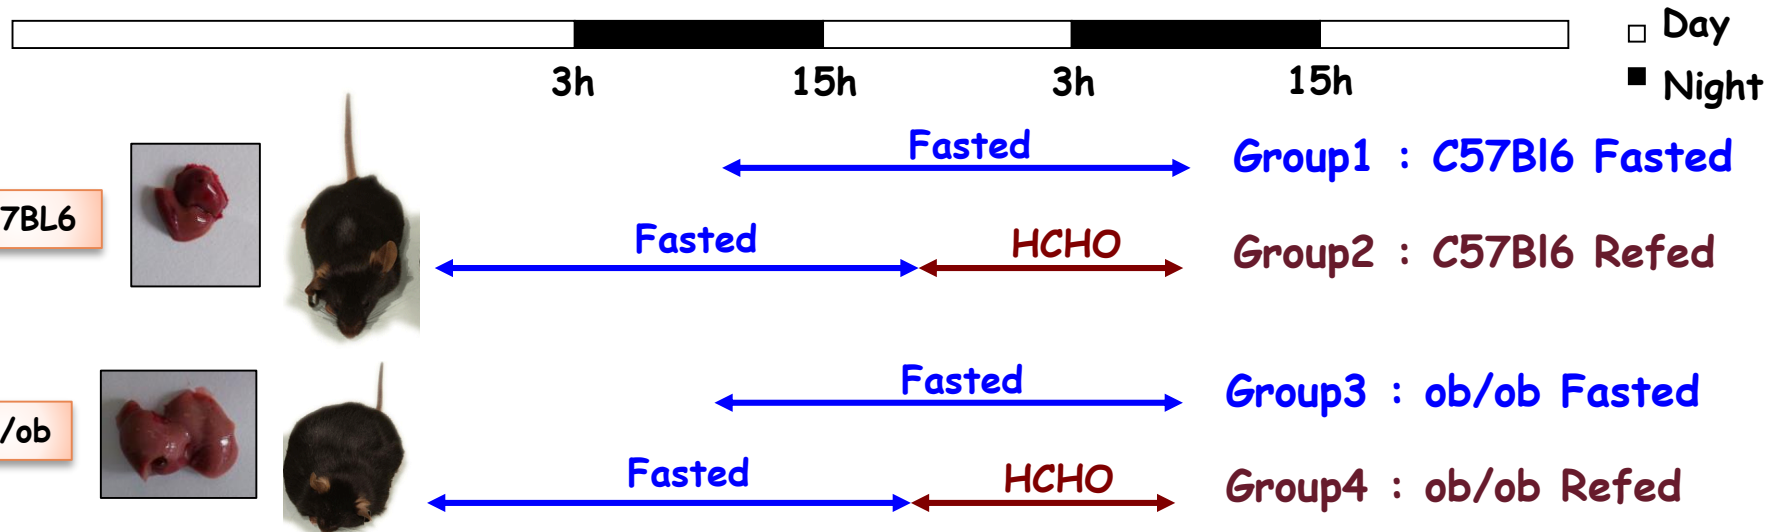 Day
3h 15h 3h 15h
Night
Fasted
Group1 : C57Bl6 Fasted
7BL6
Fasted HCHO
Group2 : C57Bl6 Refed
Fasted
Group3 : ob/ob Fasted
/ob
Fasted HCHO
Group4 : ob/ob Refed